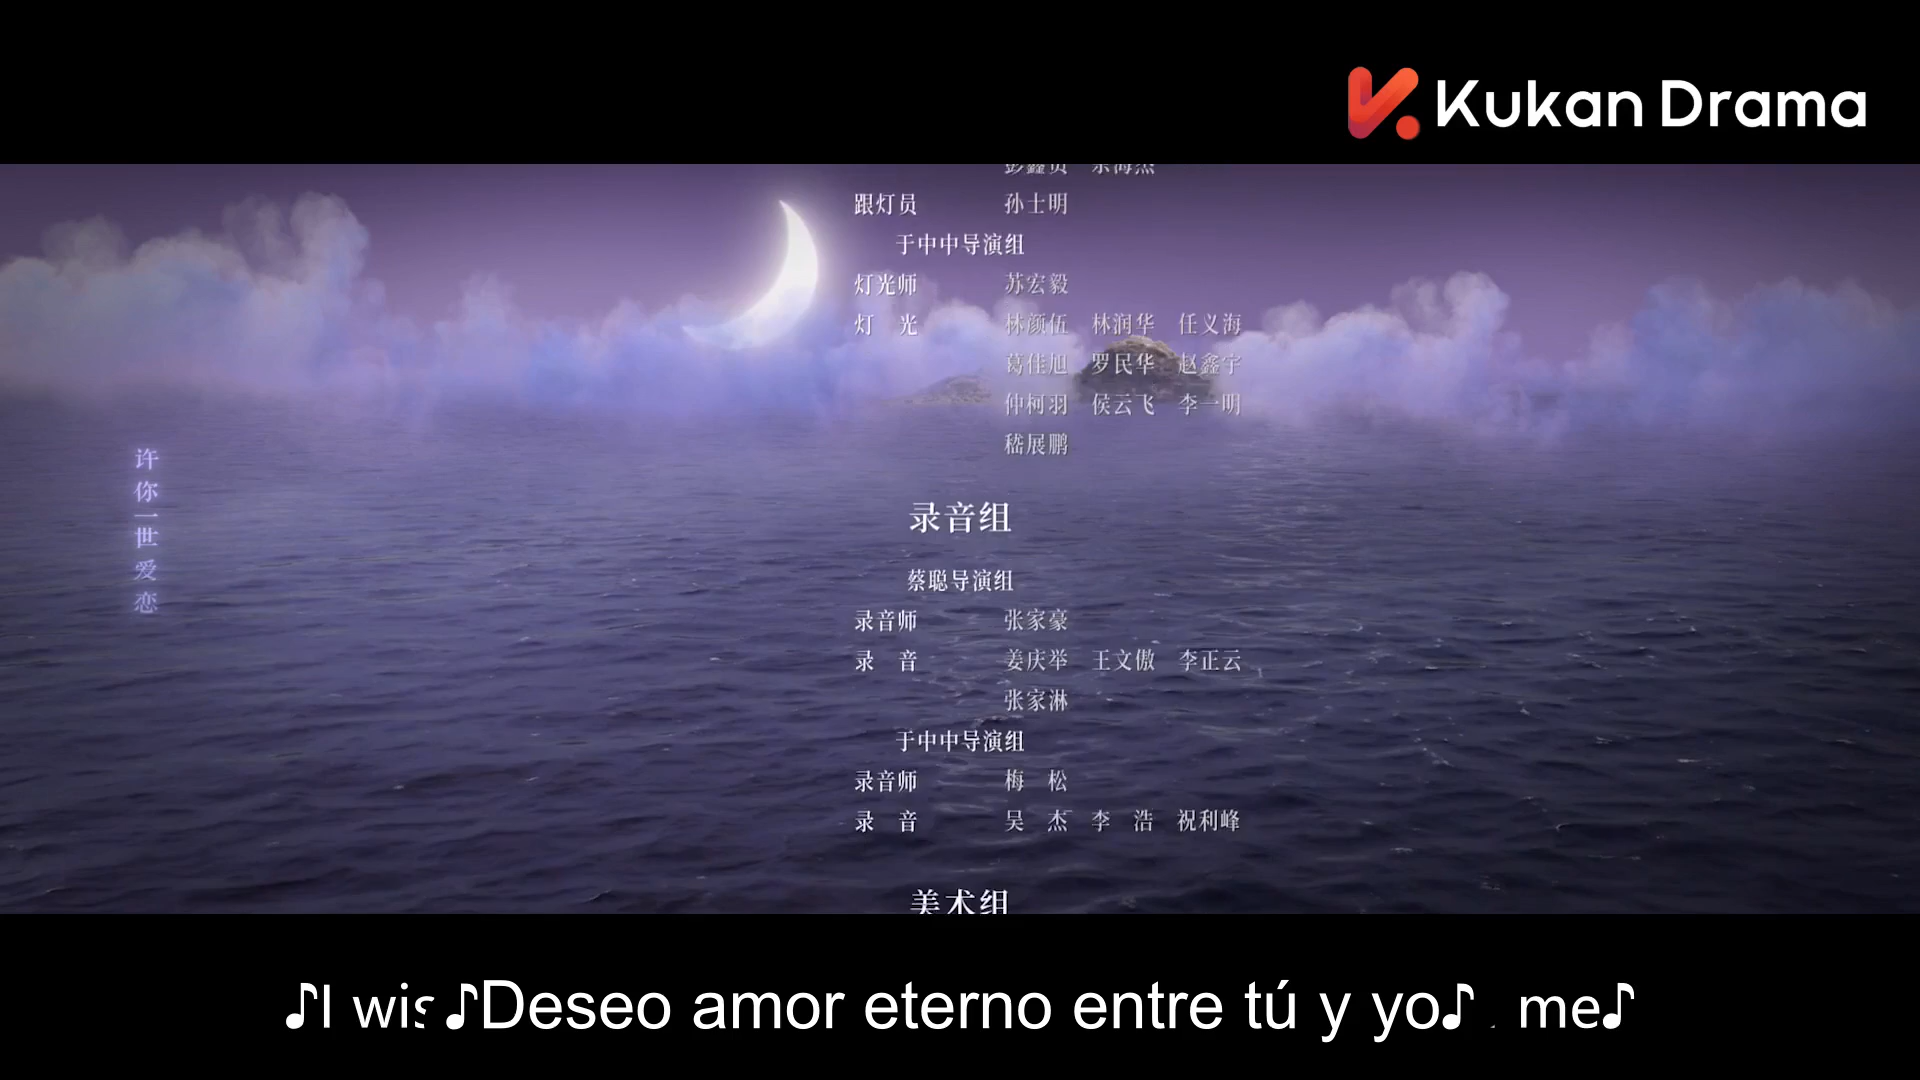 Kukan Drama
跟灯员 孙士明
于中中导演组
灯光师 苏宏毅
灯 光 林颜伍 林润华 任义海
葛佳旭 罗民华 赵鑫宇
仲柯羽 侯云飞 李一明
嵇展鹏
许你一世爱恋
录音组
蔡聪导演组
录音师 张家豪
录 音 姜庆举 王文傲 李正云
张家淋
于中中导演组
录音师 梅 松
录 音 吴 杰 李 浩 祝利峰
美术组
♪I wis ♪Deseo amor eterno entre tú y yo♪ me♪